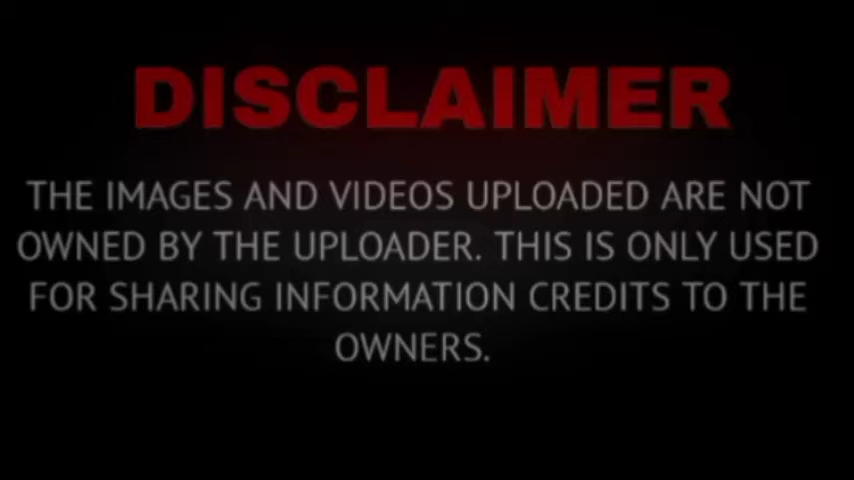 DISCLAIMER
THE IMAGES AND VIDEOS UPLOADED ARE NOT
OWNED BY THE UPLOADER. THIS IS ONLY USED
FOR SHARING INFORMATION CREDITS TO THE
OWNERS.